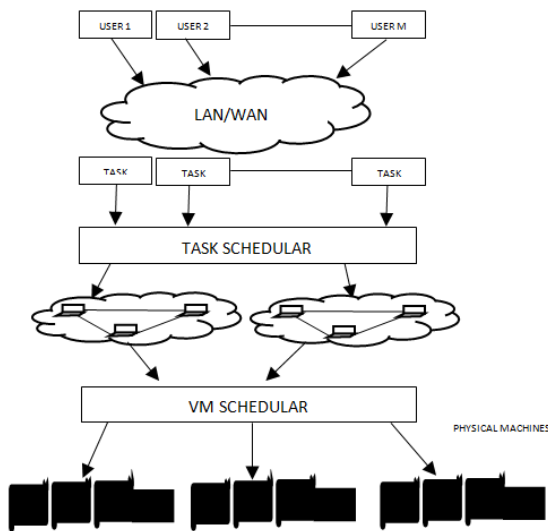 USER 1
USER 2
USER M
LAN/WAN
TASK
TASK
TASK
TASK SCHEDULAR
VM SCHEDULAR
PHYSICAL MACHINES